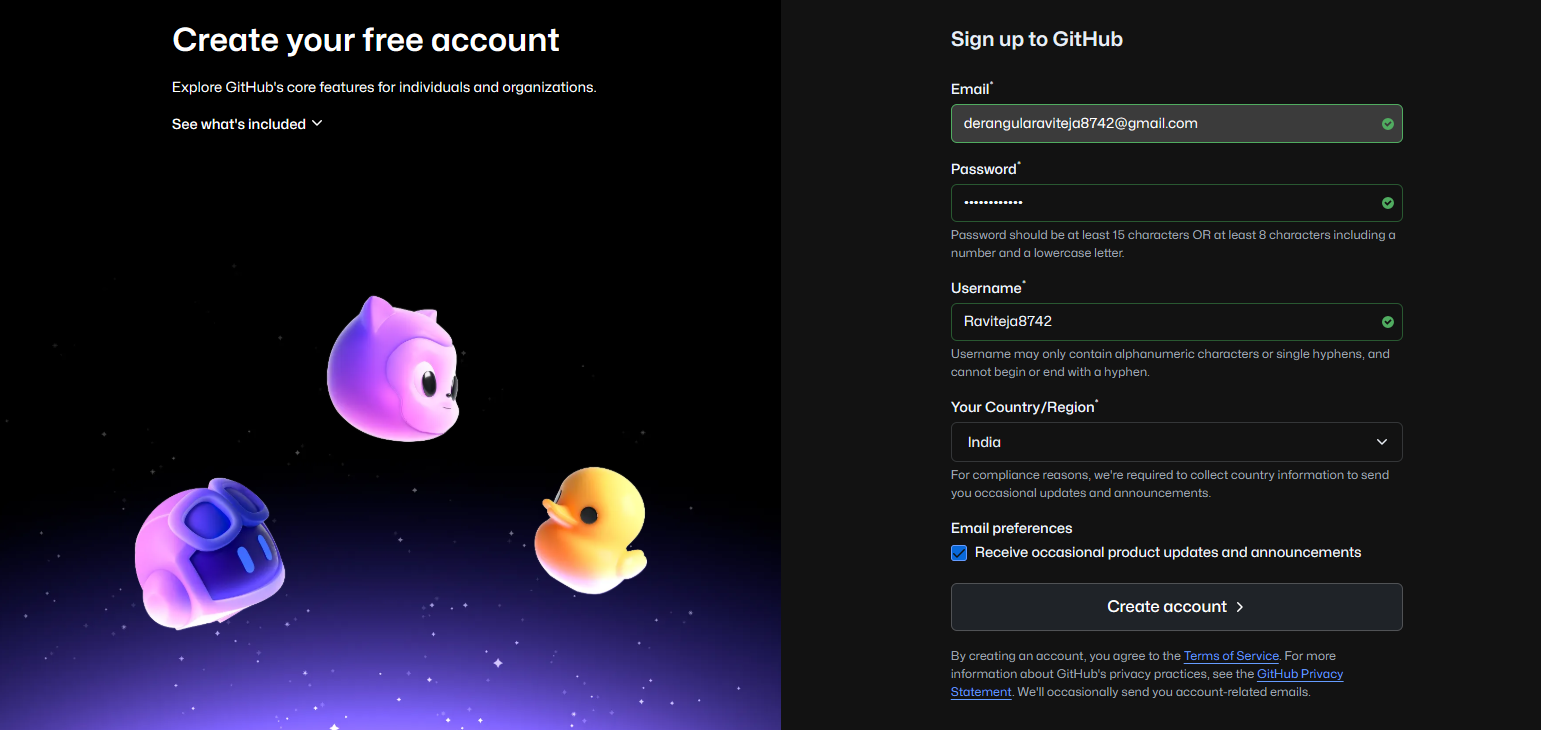 Create your free account
Explore GitHub's core features for individuals and organizations.
See what's included
Sign up to GitHub
Email*
derangularaviteja8742@gmail.com
Password*
••••••••••••
Password should be at least 15 characters OR at least 8 characters including a
number and a lowercase letter.
Username*
Raviteja8742
Username may only contain alphanumeric characters or single hyphens, and
cannot begin or end with a hyphen.
Your Country/Region*
India
For compliance reasons, we're required to collect country information to send
you occasional updates and announcements.
Email preferences
Receive occasional product updates and announcements
Create account
By creating an account, you agree to the Terms of Service. For more
information about GitHub's privacy practices, see the GitHub Privacy
Statement. We'll occasionally send you account-related emails.